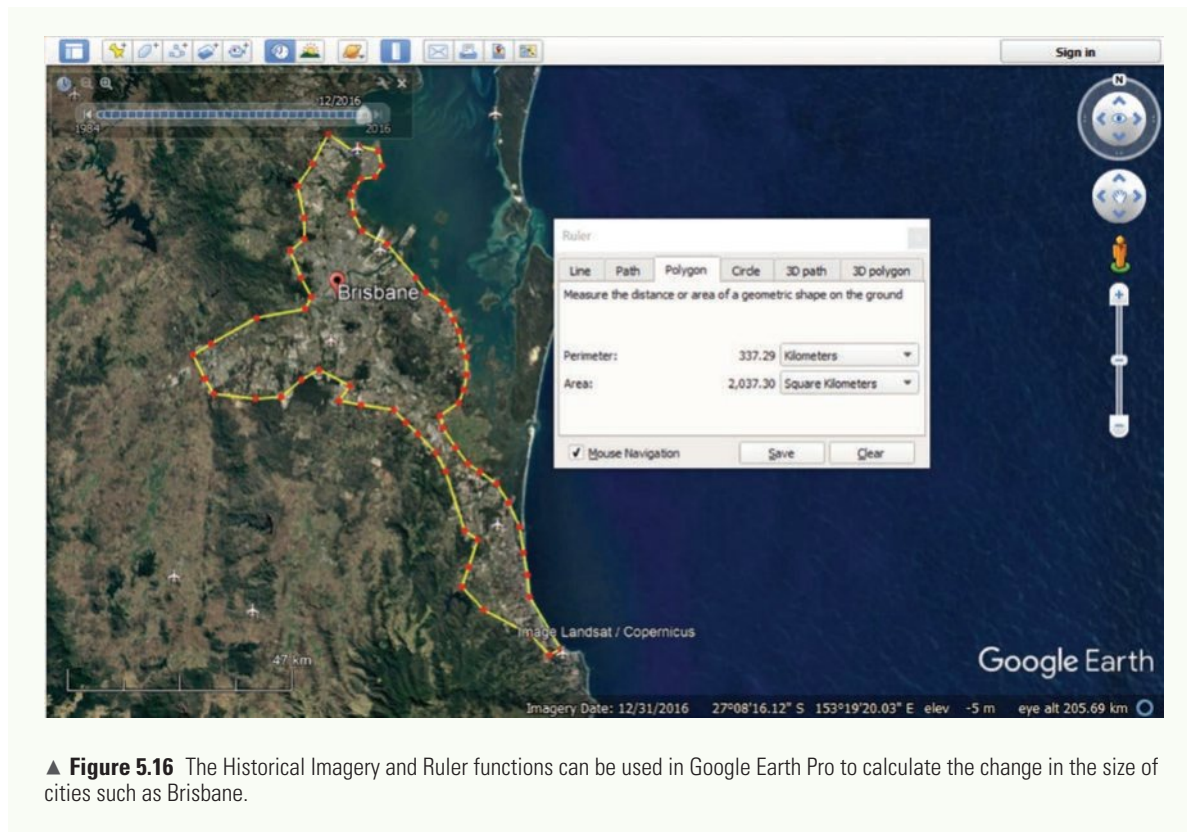 Sign in
12/2016
1984
2016
N
Ruler
Line Path Polygon Circle 3D path 3D polygon
Measure the distance or area of a geometric shape on the ground
Perimeter: 337.29 Kilometers
Area: 2,037.30 Square Kilometers
Mouse Navigation Save Clear
Brisbane
Image Landsat / Copernicus
47 km
Google Earth
Imagery Date: 12/31/2016 27°08'16.12" S 153°19'20.03" E elev -5 m eye alt 205.69 km
▲ Figure 5.16 The Historical Imagery and Ruler functions can be used in Google Earth Pro to calculate the change in the size of
cities such as Brisbane.